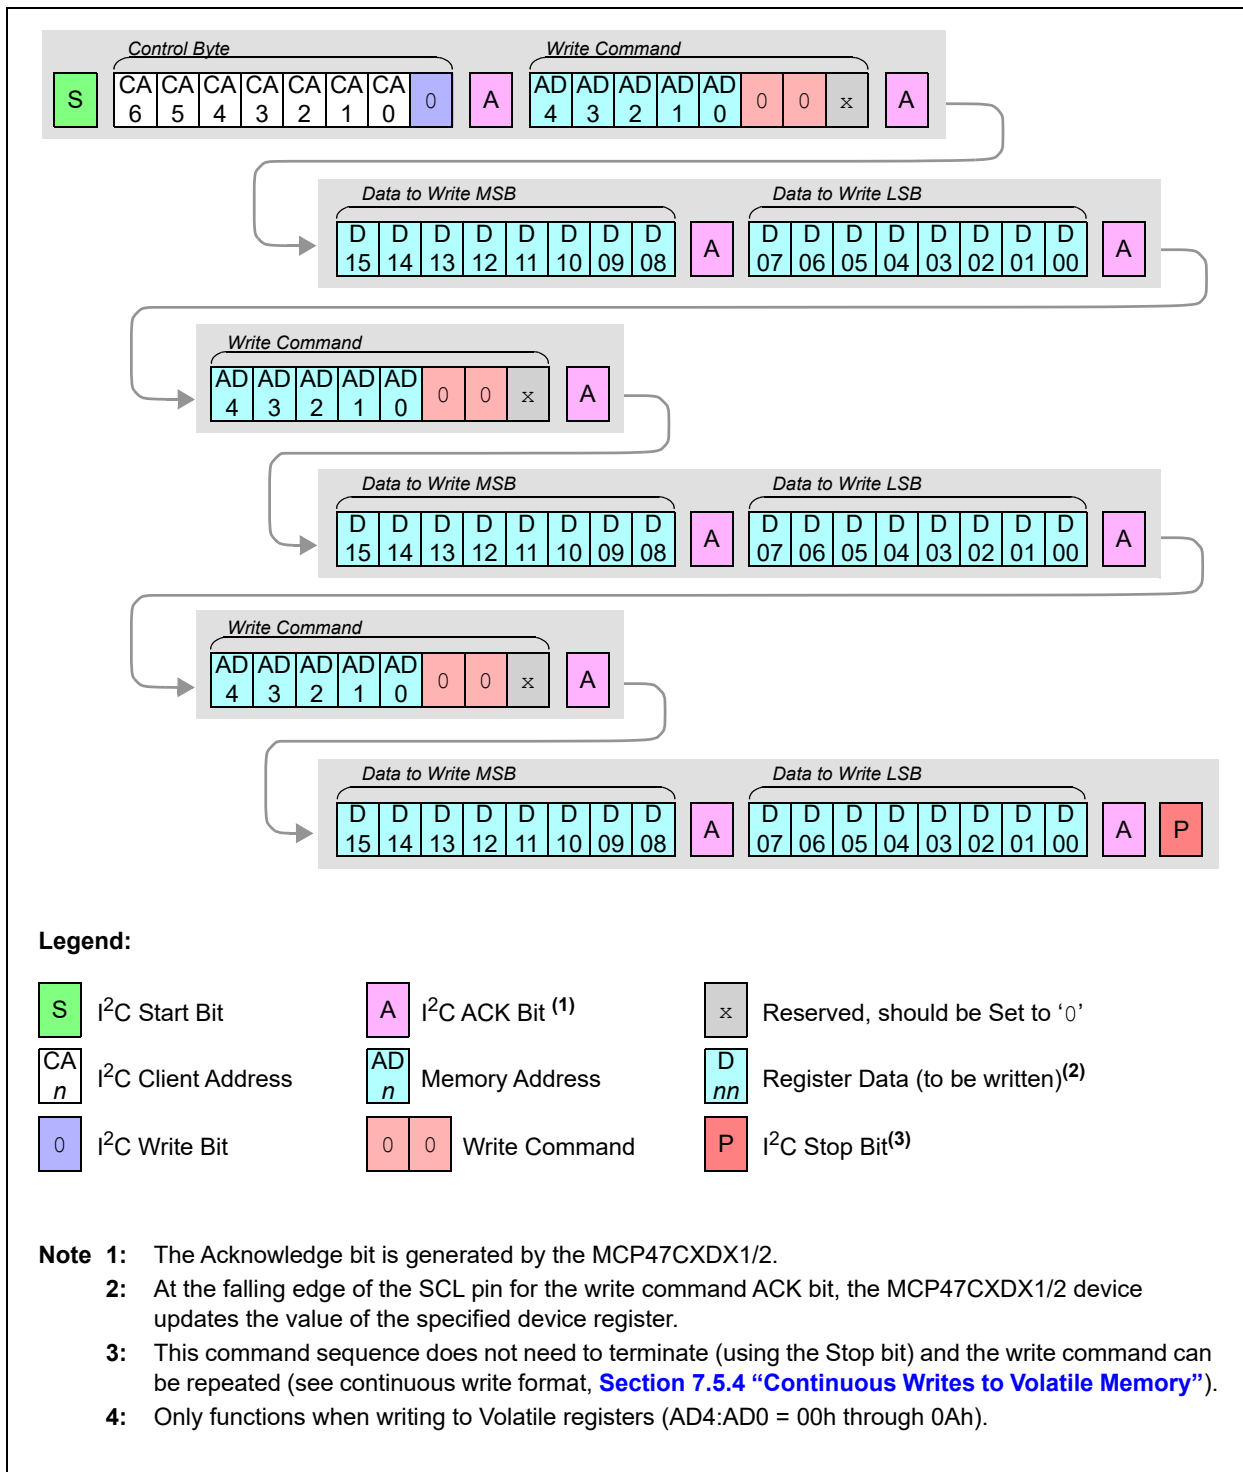 Control Byte Write Command
S CA 6 CA 5 CA 4 CA 3 CA 2 CA 1 CA 0 0 A AD 4 AD 3 AD 2 AD 1 AD 0 0 0 x A
Data to Write MSB Data to Write LSB
D 15 D 14 D 13 D 12 D 11 D 10 D 09 D 08 A D 07 D 06 D 05 D 04 D 03 D 02 D 01 D 00 A
Write Command
AD 4 AD 3 AD 2 AD 1 AD 0 0 0 x A
Data to Write MSB Data to Write LSB
D 15 D 14 D 13 D 12 D 11 D 10 D 09 D 08 A D 07 D 06 D 05 D 04 D 03 D 02 D 01 D 00 A
Write Command
AD 4 AD 3 AD 2 AD 1 AD 0 0 0 x A
Data to Write MSB Data to Write LSB
D 15 D 14 D 13 D 12 D 11 D 10 D 09 D 08 A D 07 D 06 D 05 D 04 D 03 D 02 D 01 D 00 A P
Legend:
S I²C Start Bit A I²C ACK Bit (1) x Reserved, should be Set to ‘0’
CA n I²C Client Address AD n Memory Address D nn Register Data (to be written)(2)
0 I²C Write Bit 0 0 Write Command P I²C Stop Bit(3)
Note 1: The Acknowledge bit is generated by the MCP47CXDX1/2.
2: At the falling edge of the SCL pin for the write command ACK bit, the MCP47CXDX1/2 device
updates the value of the specified device register.
3: This command sequence does not need to terminate (using the Stop bit) and the write command can
be repeated (see continuous write format, Section 7.5.4 “Continuous Writes to Volatile Memory”).
4: Only functions when writing to Volatile registers (AD4:AD0 = 00h through 0Ah).